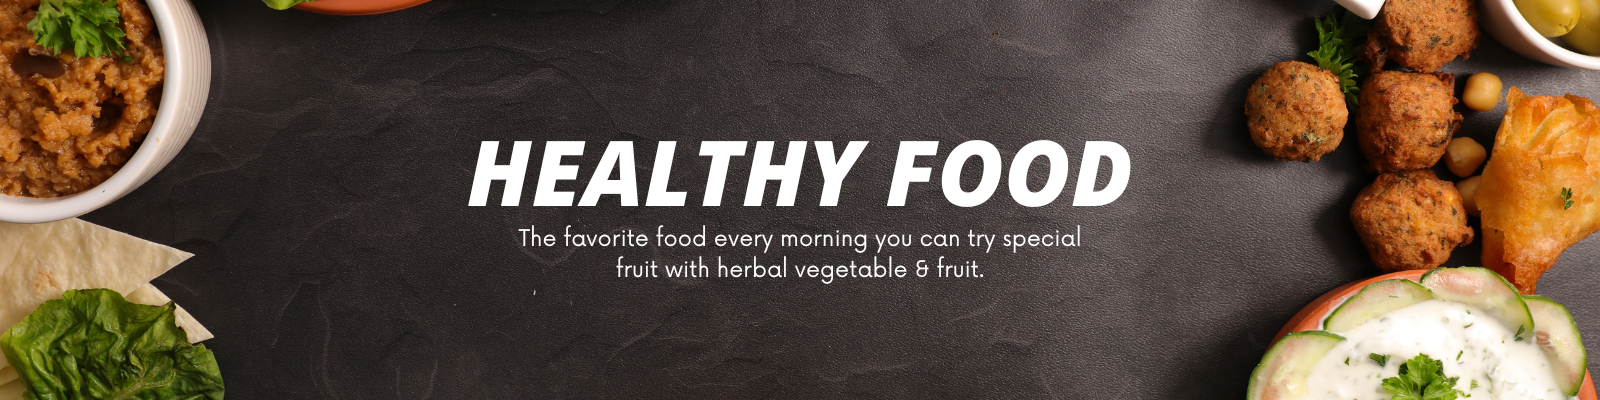 HEALTHY FOOD
The favorite food every morning you can try special
fruit with herbal vegetable & fruit.